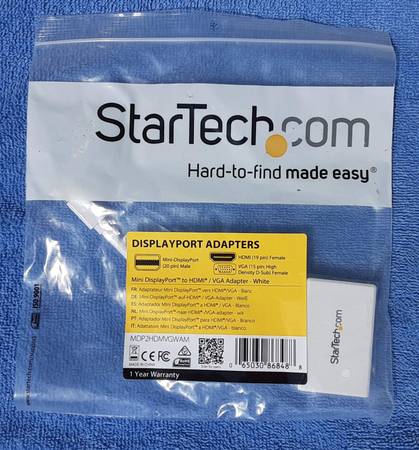 StarTech.com
Hard-to-find made easy®
DISPLAYPORT ADAPTERS
Mini-DisplayPort™
(20 pin) Male
HDMI (19 pin) Female
VGA (15 pin; High
Density D-Sub) Female
Mini DisplayPort™ to HDMI® / VGA Adapter - White
FR: Adaptateur Mini DisplayPort™ vers HDMI®/VGA - Blanc
DE: Mini DisplayPort™ auf HDMI® / VGA Adapter - Weiß
ES: Adaptador Mini DisplayPort™ a HDMI®/VGA - Blanco
NL: Mini DisplayPort™ naar HDMI®/VGA-adapter - wit
PT: Adaptador Mini DisplayPort™ para HDMI®/VGA - Branco
IT: Adattatore Mini DisplayPort™ a HDMI®/VGA - bianco
MDP2HDMVGWAM
CE FC RoHS
1 Year Warranty
0 65030 86848 8
StarTech.com
ISO 9001